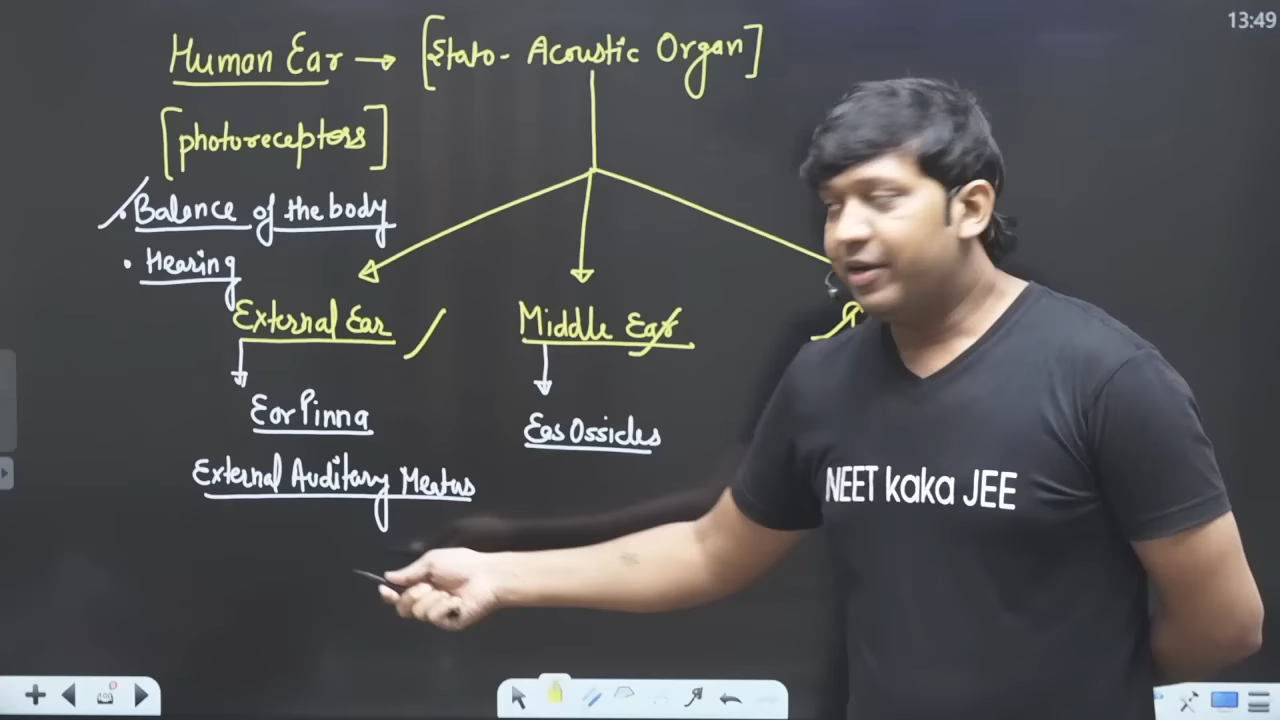 13:49
Human Ear → [Stato- Acoustic Organ]
[photoreceptors]
• Balance of the body
• Hearing
External Ear
Middle Ear
Ear Pinna
Ear Ossicles
External Auditary Meatus
NEET kaka JEE